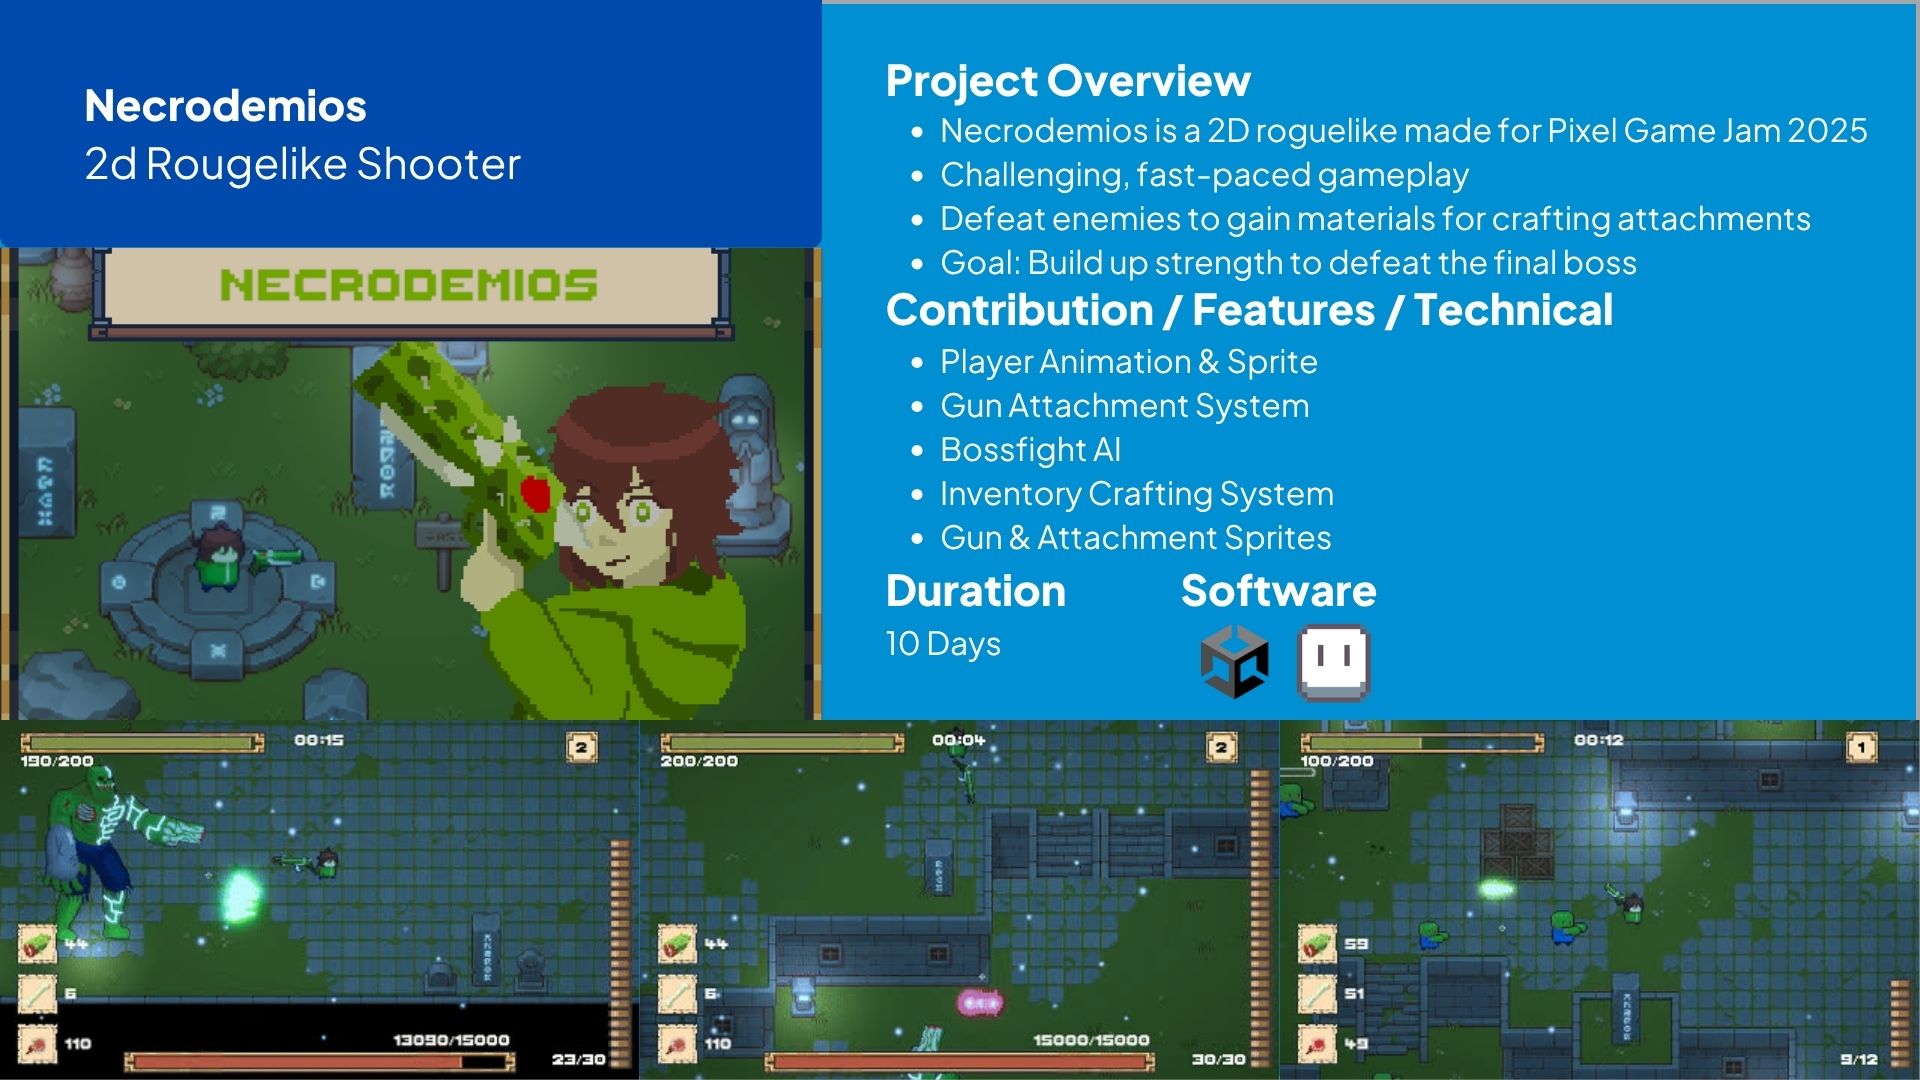 Necrodemios
2d Rougelike Shooter
NECRODEMIOS
Project Overview
Necrodemios is a 2D roguelike made for Pixel Game Jam 2025
Challenging, fast-paced gameplay
Defeat enemies to gain materials for crafting attachments
Goal: Build up strength to defeat the final boss
Contribution / Features / Technical
Player Animation & Sprite
Gun Attachment System
Bossfight AI
Inventory Crafting System
Gun & Attachment Sprites
Duration
10 Days
Software
00:15
2
190/200
44
6
110
13090/15000
23/30
00:04
2
200/200
44
6
110
15000/15000
30/30
00:12
1
100/200
59
51
49
9/12